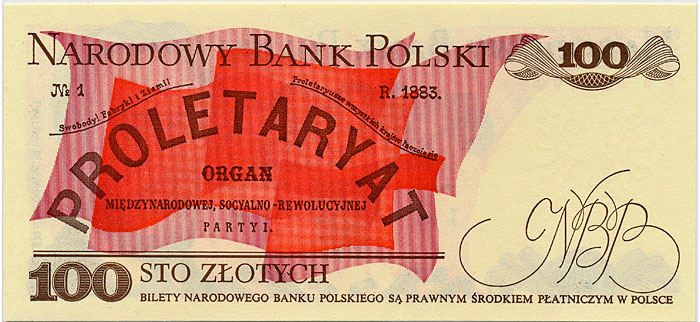 NARODOWY BANK POLSKI
100
№ 1
R. 1883.
Swobody! Fabryk! i Ziemi!
Proletaryusze wszystkich krajów łączcie się
PROLETARYAT
ORGAN
MIĘDZYNARODOWEJ, SOCYALNO-REWOLUCYJNEJ
PARTYI.
NBP
100 STO ZŁOTYCH
BILETY NARODOWEGO BANKU POLSKIEGO SĄ PRAWNYM ŚRODKIEM PŁATNICZYM W POLSCE